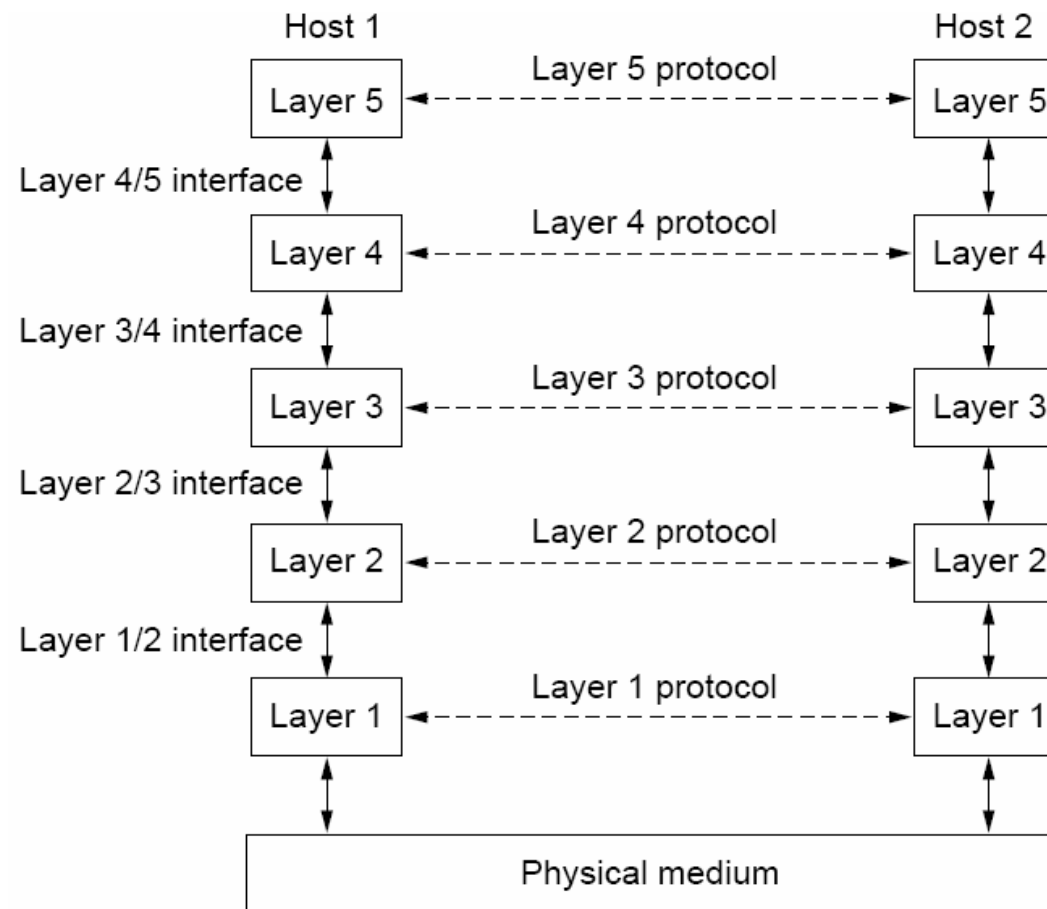 Host 1
Host 2
Layer 5 protocol
Layer 5
Layer 5
Layer 4/5 interface
Layer 4 protocol
Layer 4
Layer 4
Layer 3/4 interface
Layer 3 protocol
Layer 3
Layer 3
Layer 2/3 interface
Layer 2 protocol
Layer 2
Layer 2
Layer 1/2 interface
Layer 1 protocol
Layer 1
Layer 1
Physical medium